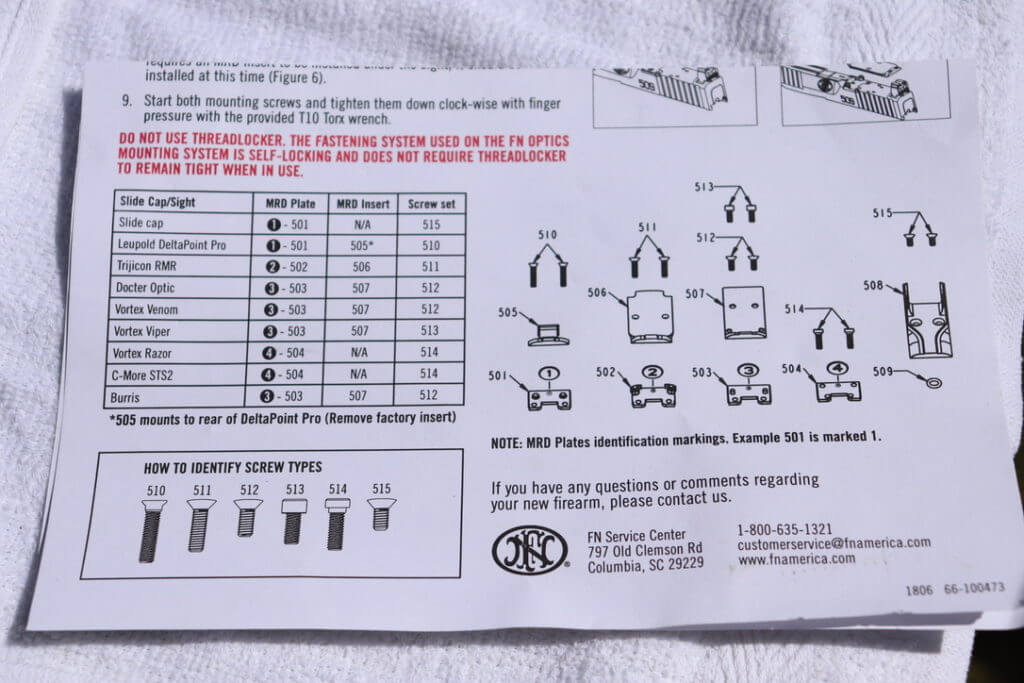 installed at this time (Figure 6).
9. Start both mounting screws and tighten them down clock-wise with finger
pressure with the provided T10 Torx wrench.
DO NOT USE THREADLOCKER. THE FASTENING SYSTEM USED ON THE FN OPTICS
MOUNTING SYSTEM IS SELF-LOCKING AND DOES NOT REQUIRE THREADLOCKER
TO REMAIN TIGHT WHEN IN USE.
Slide Cap/Sight MRD Plate MRD Insert Screw set
Slide cap 1 - 501 N/A 515
Leupold DeltaPoint Pro 1 - 501 505* 510
Trijicon RMR 2 - 502 506 511
Docter Optic 3 - 503 507 512
Vortex Venom 3 - 503 507 512
Vortex Viper 3 - 503 507 513
Vortex Razor 4 - 504 N/A 514
C-More STS2 4 - 504 N/A 514
Burris 3 - 503 507 512
*505 mounts to rear of DeltaPoint Pro (Remove factory insert)
HOW TO IDENTIFY SCREW TYPES
510 511 512 513 514 515
509
509
513
510 511 512 515
505 506 507 514 508
501 1 502 2 503 3 504 4 509
NOTE: MRD Plates identification markings. Example 501 is marked 1.
If you have any questions or comments regarding
your new firearm, please contact us.
FN
FN Service Center
797 Old Clemson Rd
Columbia, SC 29229
1-800-635-1321
customerservice@fnamerica.com
www.fnamerica.com
1806 66-100473